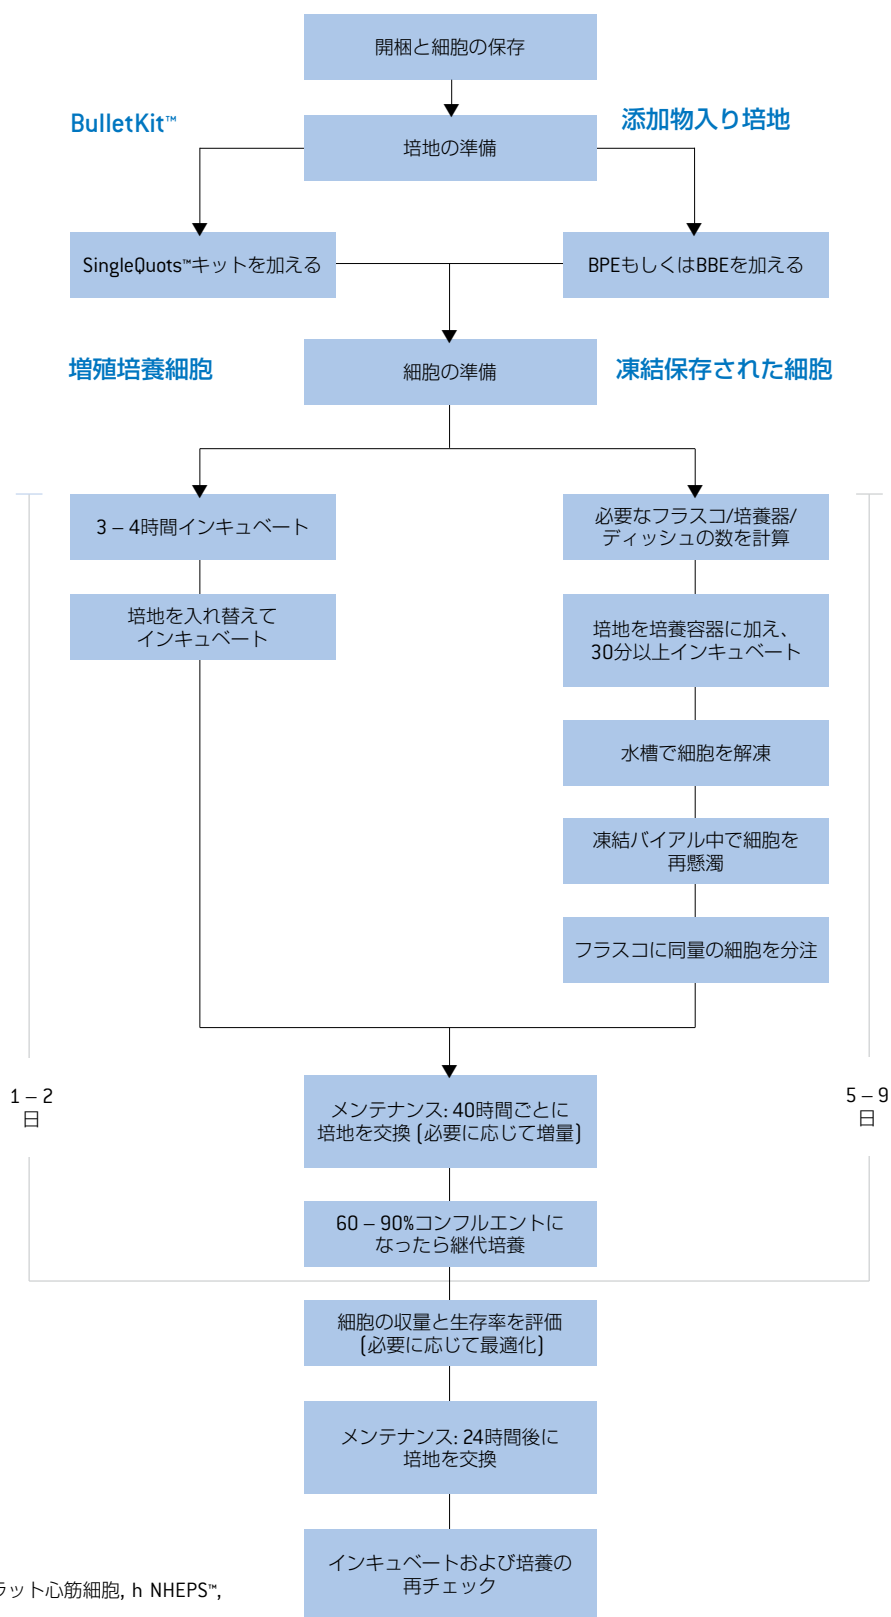 開梱と細胞の保存
BulletKit™
添加物入り培地
培地の準備
SingleQuots™キットを加える
BPEもしくはBBEを加える
増殖培養細胞
細胞の準備
凍結保存された細胞
3 – 4時間インキュベート
必要なフラスコ/培養器/
ディッシュの数を計算
培地を入れ替えて
インキュベート
培地を培養容器に加え、
30分以上インキュベート
水槽で細胞を解凍
凍結バイアル中で細胞を
再懸濁
フラスコに同量の細胞を分注
1 – 2
日
メンテナンス: 40時間ごとに
培地を交換 (必要に応じて増量)
5 – 9
日
60 – 90%コンフルエントに
なったら継代培養
細胞の収量と生存率を評価
(必要に応じて最適化)
メンテナンス: 24時間後に
培地を交換
インキュベートおよび培養の
再チェック
ラット心筋細胞, h NHEPS™,